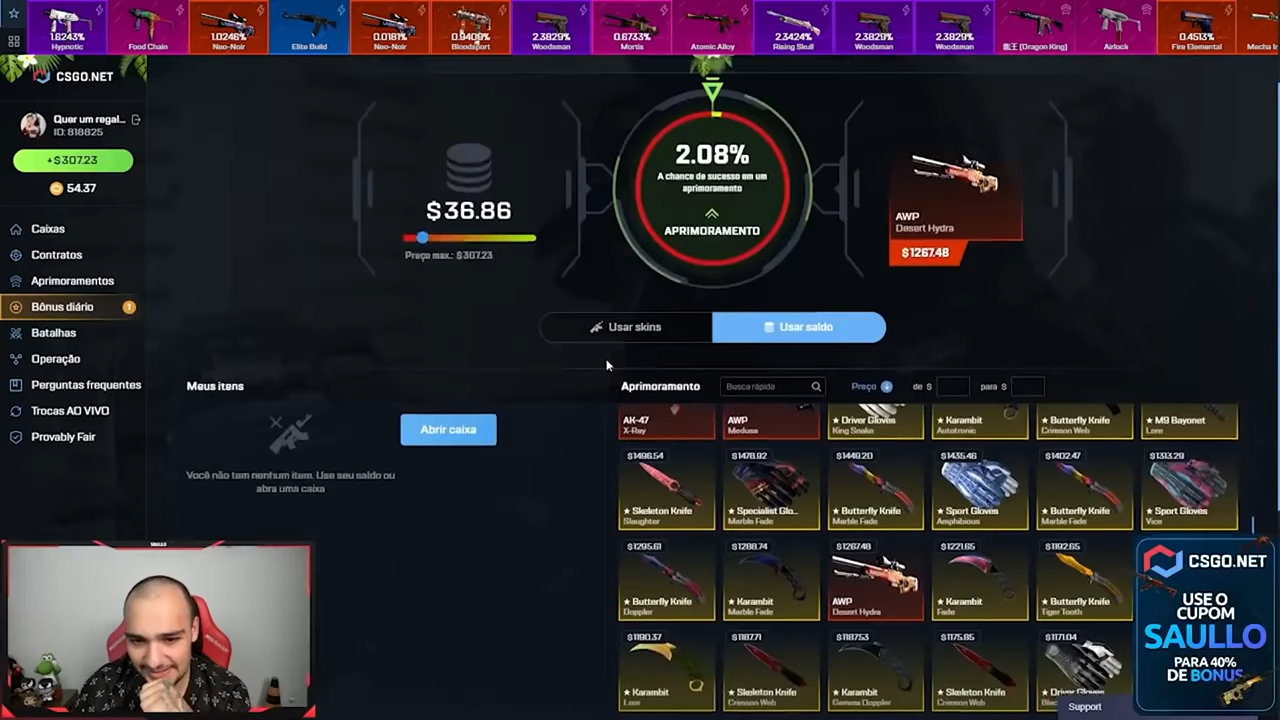 1.6243%
Hypnotic
Food Chain
1.0246%
Neo-Noir
Elite Build
0.0181%
Neo-Noir
0.9406%
Bloodsport
2.3829%
Woodsman
0.6733%
Mortis
Atomic Alloy
2.3424%
Rising Skull
2.3829%
Woodsman
2.3829%
Woodsman
(Dragon King)
Airlock
0.4513%
Fire Elemental
CSGO.NET
Quer um regal...
ID: 818825
+$307.23
54.37
Caixas
Contratos
Aprimoramentos
Bônus diário
1
Batalhas
Operação
Perguntas frequentes
Trocas AO VIVO
Provably Fair
$36.86
Preço max.: $307.23
2.08%
A chance de sucesso em um
aprimoramento
APRIMORAMENTO
AWP
Desert Hydra
$1267.48
Usar skins
Usar saldo
Meus itens
Abrir caixa
Você não tem nenhum item. Use seu saldo ou
abra uma caixa
Aprimoramento
Busca rápida
Preço
de $
para $
AK-47
X-Ray
AWP
Medusa
★ Driver Gloves
King Snake
★ Karambit
Autotronic
★ Butterfly Knife
Crimson Web
★ M9 Bayonet
Lore
$1496.54
★ Skeleton Knife
Slaughter
$1478.92
★ Specialist Glo...
Marble Fade
$1449.20
★ Butterfly Knife
Marble Fade
$1435.46
★ Sport Gloves
Amphibious
$1402.47
★ Butterfly Knife
Marble Fade
$1313.29
★ Sport Gloves
Vice
$1295.61
★ Butterfly Knife
Doppler
$1288.74
★ Karambit
Marble Fade
$1267.48
AWP
Desert Hydra
$1221.65
★ Karambit
Fade
$1192.65
★ Butterfly Knife
Tiger Tooth
$1190.37
★ Karambit
Lore
$1187.71
★ Skeleton Knife
Crimson Web
$1187.53
★ Karambit
Gamma Doppler
$1175.85
★ Skeleton Knife
Crimson Web
$1171.04
★ Driver Gloves
CSGO.NET
USE O
CUPOM
SAULLO
PARA 40%
DE BONUS
Support
SAULLO